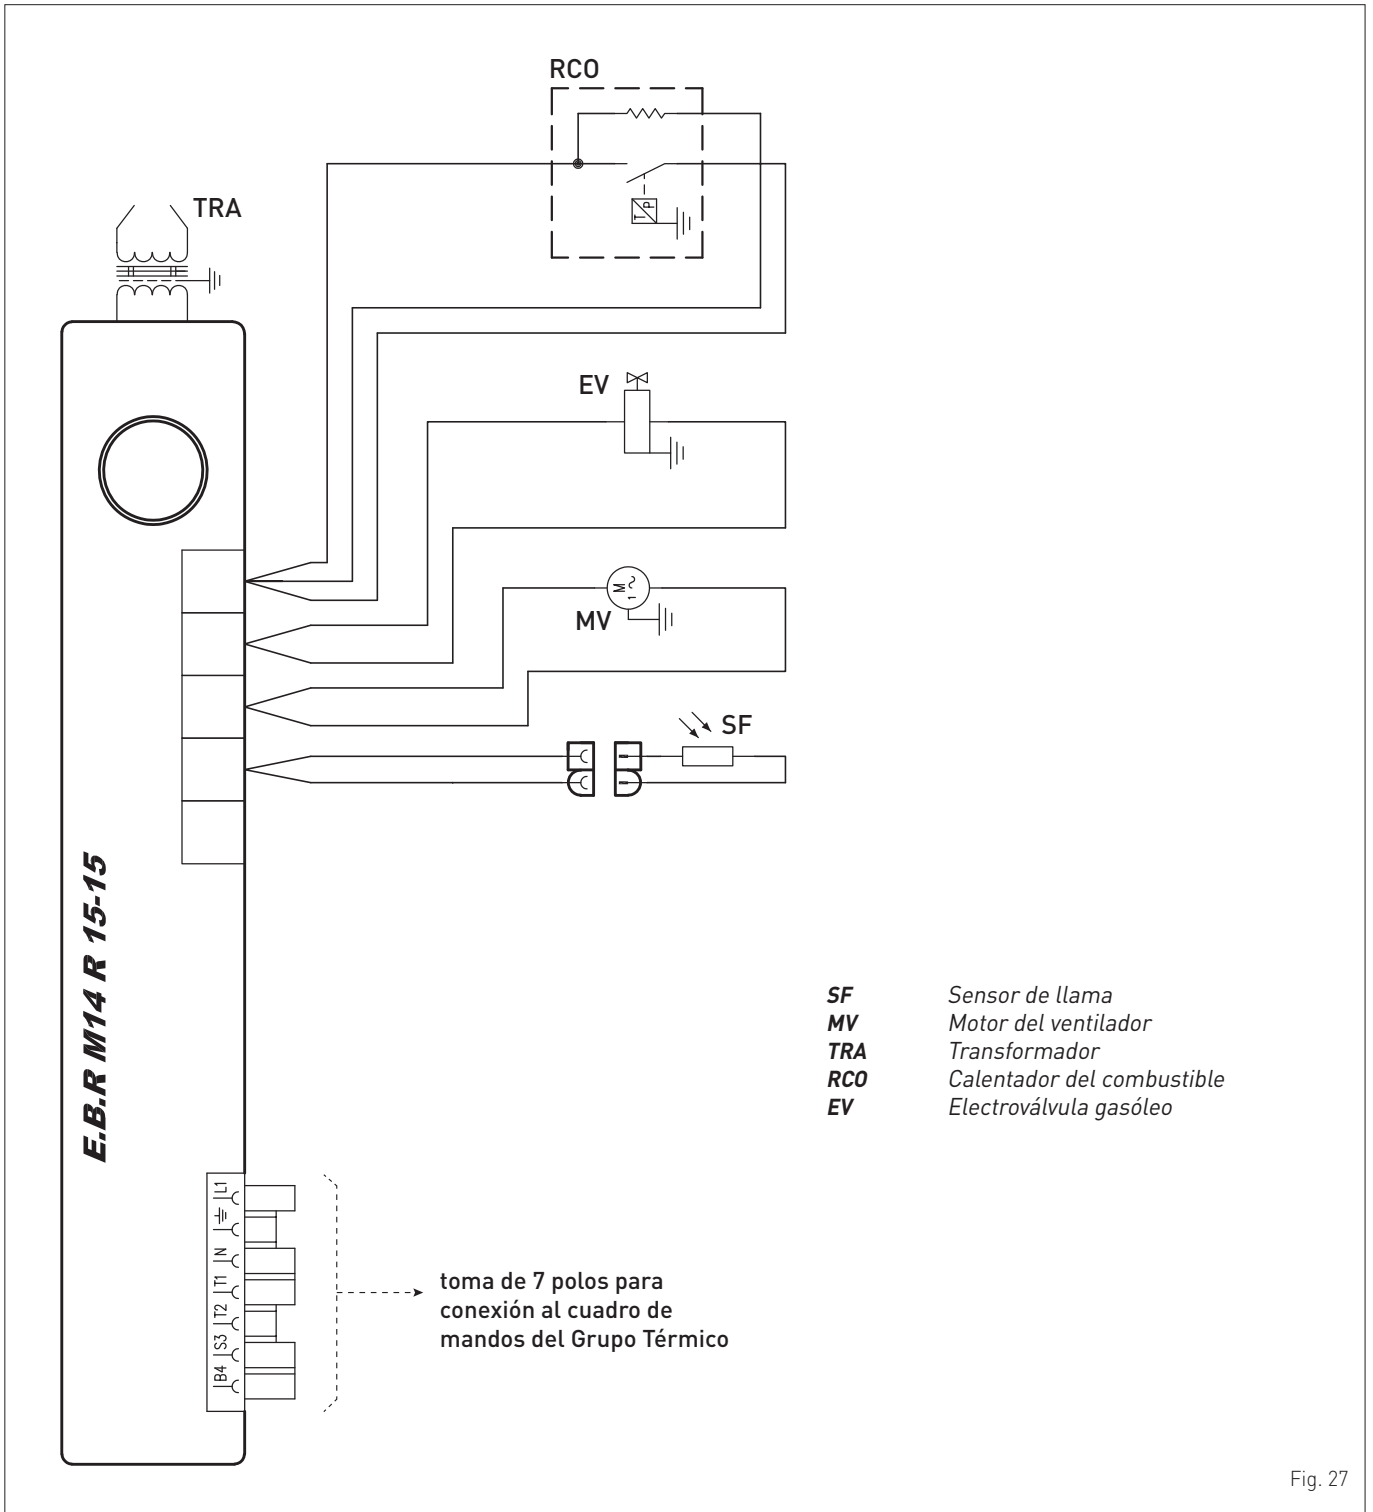 RCO
T/P
TRA
EV
M
1~
MV
SF
E.B.R M14 R 15-15
SF Sensor de llama
MV Motor del ventilador
TRA Transformador
RCO Calentador del combustible
EV Electroválvula gasóleo
L1
N
T1
T2
S3
B4
toma de 7 polos para
conexión al cuadro de
mandos del Grupo Térmico
Fig. 27